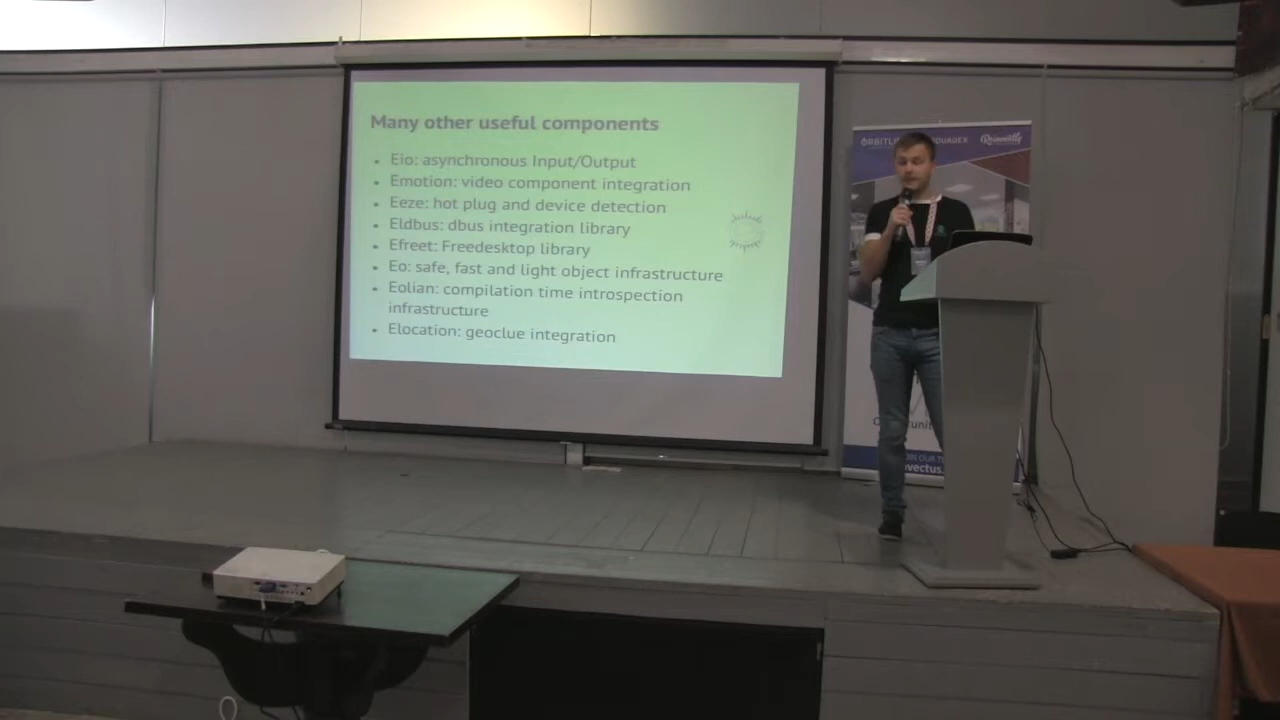 Many other useful components
• Eio: asynchronous Input/Output
• Emotion: video component integration
• Eeze: hot plug and device detection
• Eldbus: dbus integration library
• Efreet: Freedesktop library
• Eo: safe, fast and light object infrastructure
• Eolian: compilation time introspection
infrastructure
• Elocation: geoclue integration